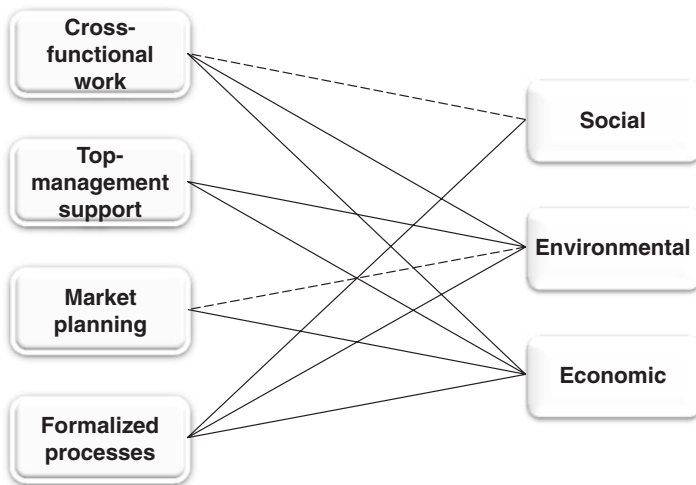 Cross-
functional
work
Top-
management
support
Market
planning
Formalized
processes
Social
Environmental
Economic